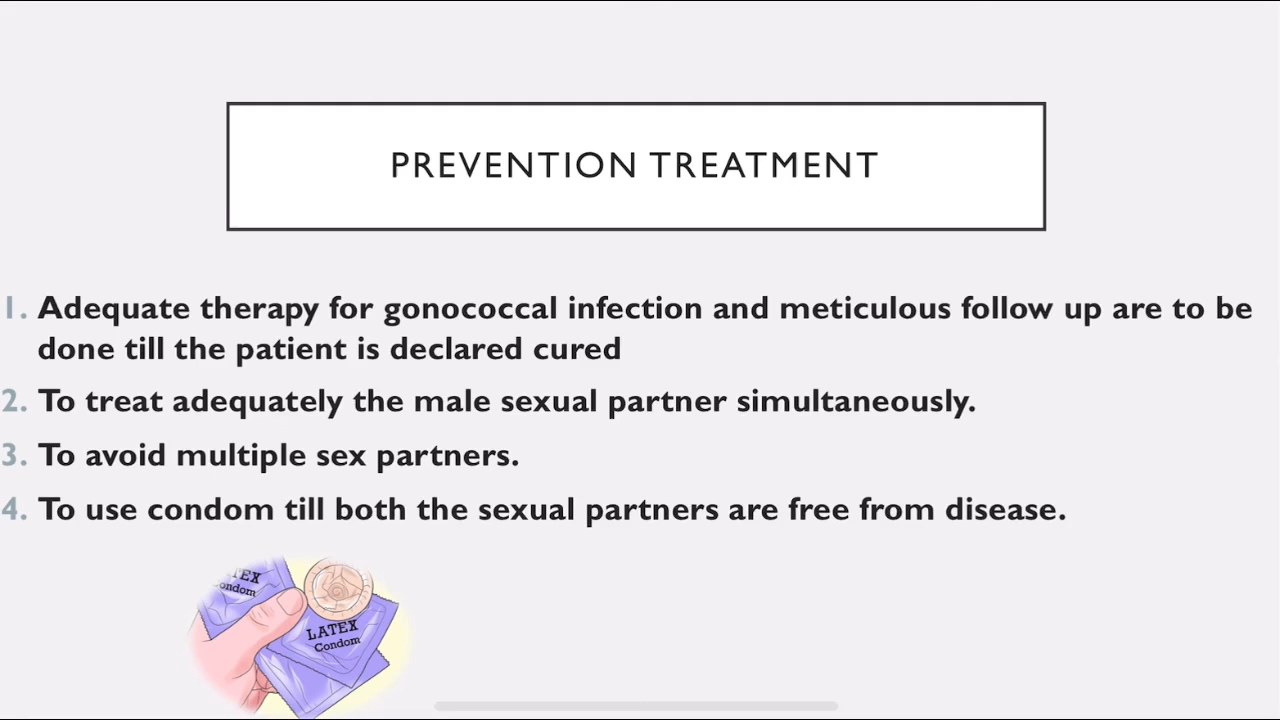 PREVENTION TREATMENT
1. Adequate therapy for gonococcal infection and meticulous follow up are to be
done till the patient is declared cured
2. To treat adequately the male sexual partner simultaneously.
3. To avoid multiple sex partners.
4. To use condom till both the sexual partners are free from disease.
TEX
ondom
LATEX
Condom